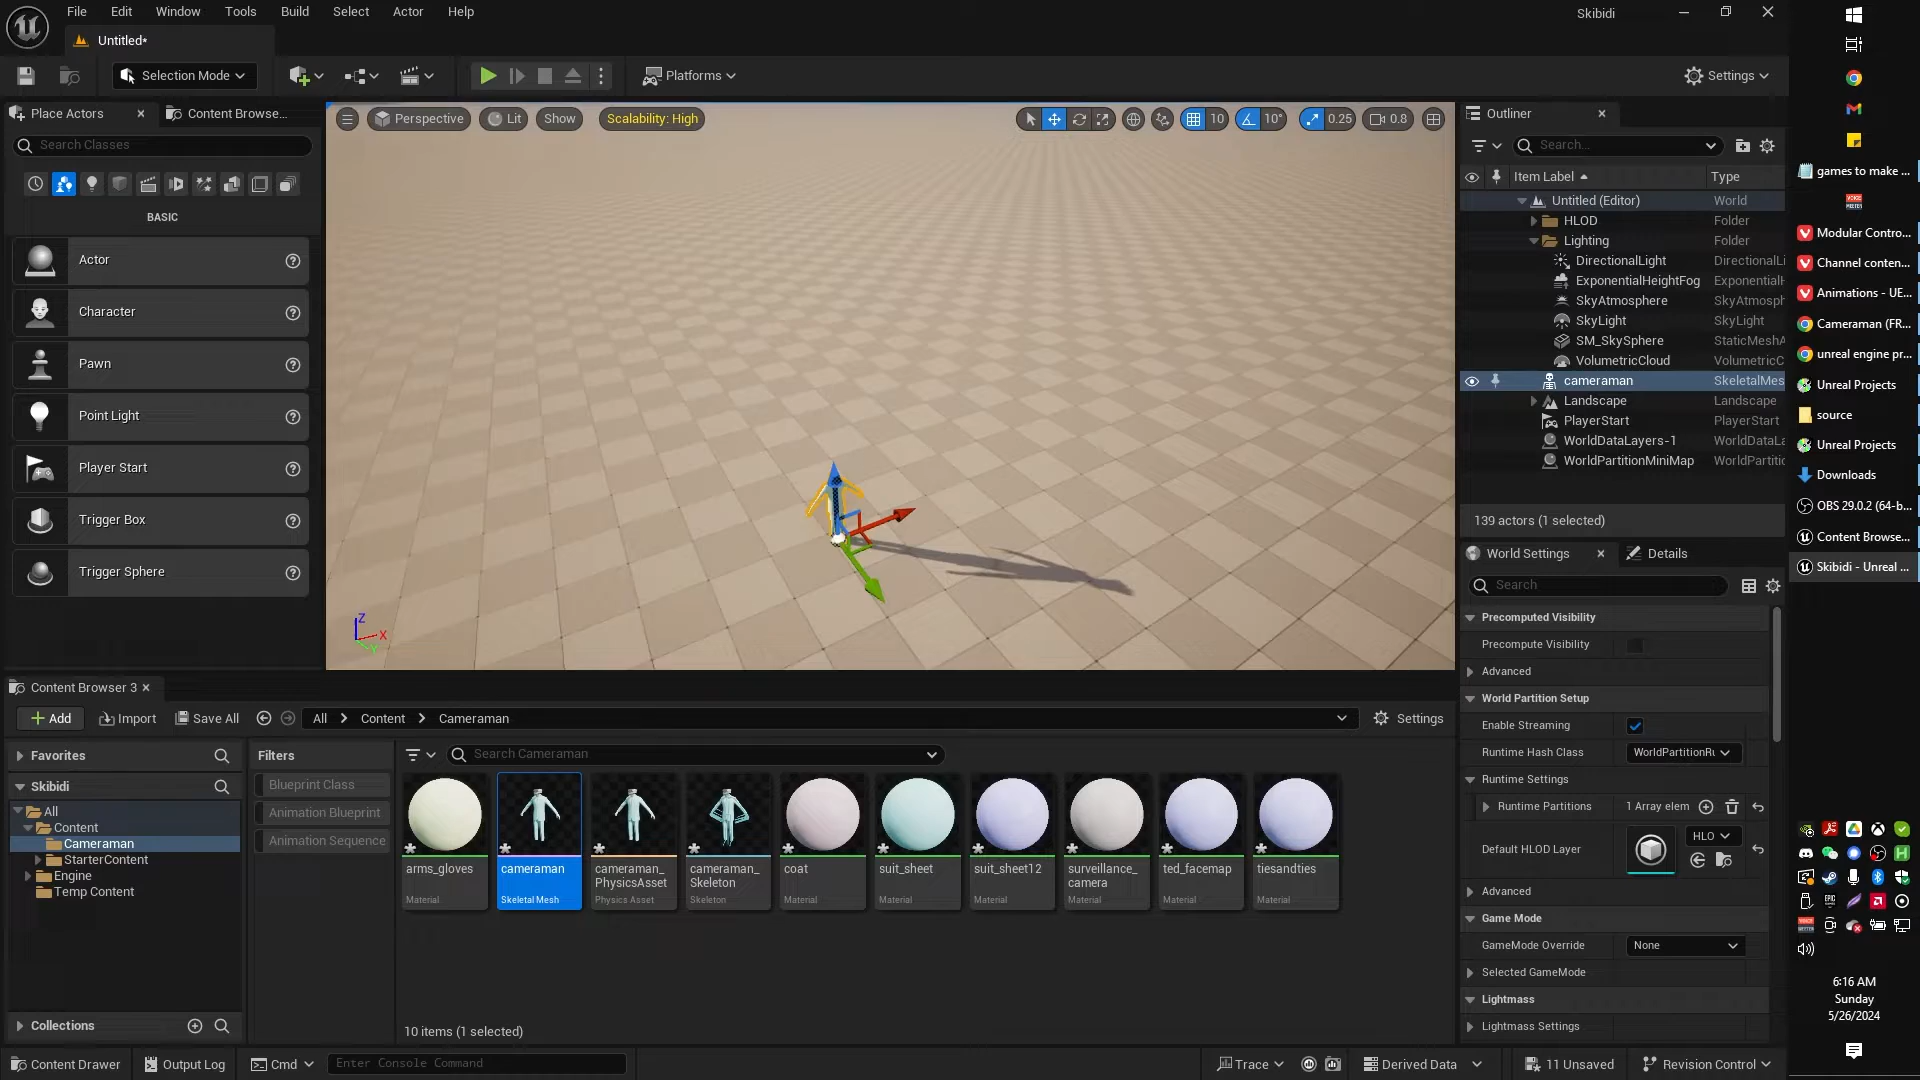 File Edit Window Tools Build Select Actor Help
Skibidi
Untitled*
Selection Mode
Platforms
Settings
Place Actors
Content Browse...
Search Classes
BASIC
Actor
Character
Pawn
Point Light
Player Start
Trigger Box
Trigger Sphere
Perspective
Lit
Show
Scalability: High
10
10°
0.25
0.8
Z
X
Y
Outliner
Search...
Item Label Type
Untitled (Editor) World
HLOD Folder
Lighting Folder
DirectionalLight DirectionalLi
ExponentialHeightFog ExponentialH
SkyAtmosphere SkyAtmosph
SkyLight SkyLight
SM_SkySphere StaticMeshA
VolumetricCloud VolumetricC
cameraman SkeletalMes
Landscape Landscape
PlayerStart PlayerStart
WorldDataLayers-1 WorldDataLa
WorldPartitionMiniMap WorldPartitic
139 actors (1 selected)
World Settings
Details
Search
Precomputed Visibility
Precompute Visibility
Advanced
World Partition Setup
Enable Streaming
Runtime Hash Class WorldPartitionRu
Runtime Settings
Runtime Partitions 1 Array elem
Default HLOD Layer HLO
Advanced
Game Mode
GameMode Override None
Selected GameMode
Lightmass
Lightmass Settings
Content Browser 3
Add
Import
Save All
All
Content
Cameraman
Settings
Favorites
Skibidi
All
Content
Cameraman
StarterContent
Engine
Temp Content
Collections
Filters
Blueprint Class
Animation Blueprint
Animation Sequence
Search Cameraman
arms_gloves
Material
cameraman
Skeletal Mesh
cameraman_
PhysicsAsset
Physics Asset
cameraman_
Skeleton
Skeleton
coat
Material
suit_sheet
Material
suit_sheet12
Material
surveillance_
camera
Material
ted_facemap
Material
tiesandties
Material
10 items (1 selected)
Content Drawer
Output Log
Cmd
Enter Console Command
Trace
Derived Data
11 Unsaved
Revision Control
games to make ...
Modular Contro...
Channel conten...
Animations - UE...
Cameraman (FR...
unreal engine pr...
Unreal Projects
source
Unreal Projects
Downloads
OBS 29.0.2 (64-b...
Content Browse...
Skibidi - Unreal ...
6:16 AM
Sunday
5/26/2024